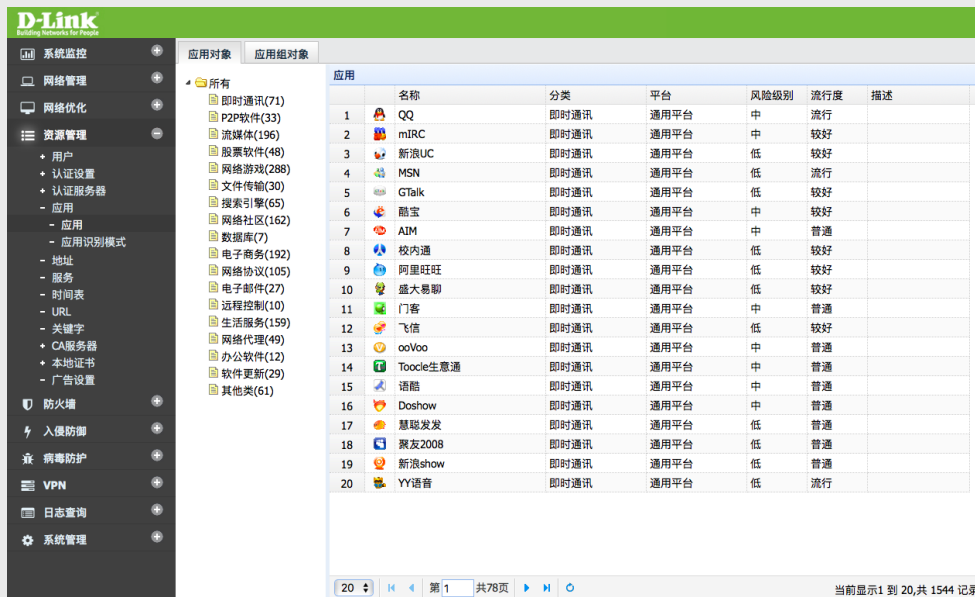 D-Link
Building Networks for People
系统监控
网络管理
网络优化
资源管理
用户
认证设置
认证服务器
应用
应用
应用识别模式
地址
服务
时间表
URL
关键字
CA服务器
本地证书
广告设置
防火墙
入侵防御
病毒防护
VPN
日志查询
系统管理
应用对象 应用组对象
所有
即时通讯(71)
P2P软件(33)
流媒体(196)
股票软件(48)
网络游戏(288)
文件传输(30)
搜索引擎(65)
网络社区(162)
数据库(7)
电子商务(192)
网络协议(105)
电子邮件(27)
远程控制(10)
生活服务(159)
网络代理(49)
办公软件(12)
软件更新(29)
其他类(61)
应用
名称 分类 平台 风险级别 流行度 描述
1 QQ 即时通讯 通用平台 中 流行
2 mIRC 即时通讯 通用平台 中 较好
3 新浪UC 即时通讯 通用平台 低 较好
4 MSN 即时通讯 通用平台 低 流行
5 GTalk 即时通讯 通用平台 低 较好
6 酷宝 即时通讯 通用平台 中 较好
7 AIM 即时通讯 通用平台 中 普通
8 校内通 即时通讯 通用平台 低 较好
9 阿里旺旺 即时通讯 通用平台 低 较好
10 盛大易聊 即时通讯 通用平台 低 较好
11 门客 即时通讯 通用平台 中 普通
12 飞信 即时通讯 通用平台 低 较好
13 ooVoo 即时通讯 通用平台 中 普通
14 Toocle生意通 即时通讯 通用平台 中 普通
15 语酷 即时通讯 通用平台 中 普通
16 Doshow 即时通讯 通用平台 中 普通
17 慧聪发发 即时通讯 通用平台 低 普通
18 聚友2008 即时通讯 通用平台 低 普通
19 新浪show 即时通讯 通用平台 低 普通
20 YY语音 即时通讯 通用平台 低 流行
20 第 1 共78页 当前显示1 到 20,共 1544 记录